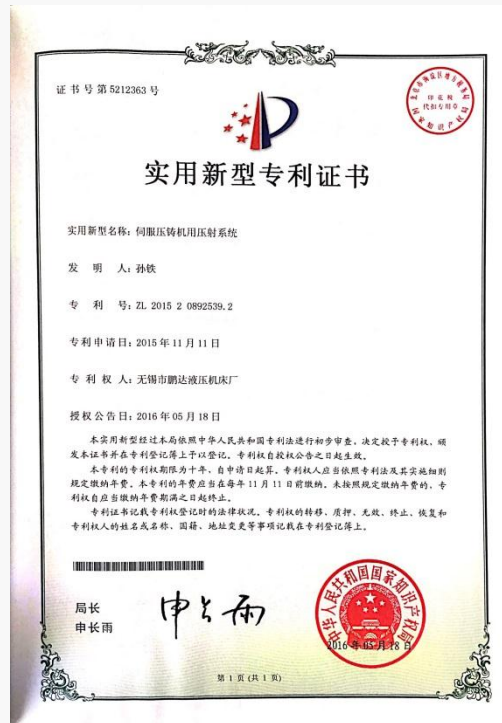 证书号第5212363号
印花税
代扣专用章
实用新型专利证书
实用新型名称：伺服压铸机用压射系统
发 明 人：孙铁
专 利 号：ZL 2015 2 0892539.2
专利申请日：2015年11月11日
专 利 权 人：无锡市鹏达液压机床厂
授权公告日：2016年05月18日
本实用新型经过本局依照中华人民共和国专利法进行初步审查，决定授予专利权，颁
发本证书并在专利登记簿上予以登记。专利权自授权公告之日起生效。
本专利的专利权期限为十年，自申请日起算。专利权人应当依照专利法及其实施细则
规定缴纳年费。本专利的年费应当在每年11月11日前缴纳。未按照规定缴纳年费的，专
利权自应当缴纳年费期满之日起终止。
专利证书记载专利权登记时的法律状况。专利权的转移、质押、无效、终止、恢复和
专利权人的姓名或名称、国籍、地址变更等事项记载在专利登记簿上。
局长
申长雨
申长雨
中华人民共和国国家知识产权局
2016年05月18日
第 1 页 (共 1 页)